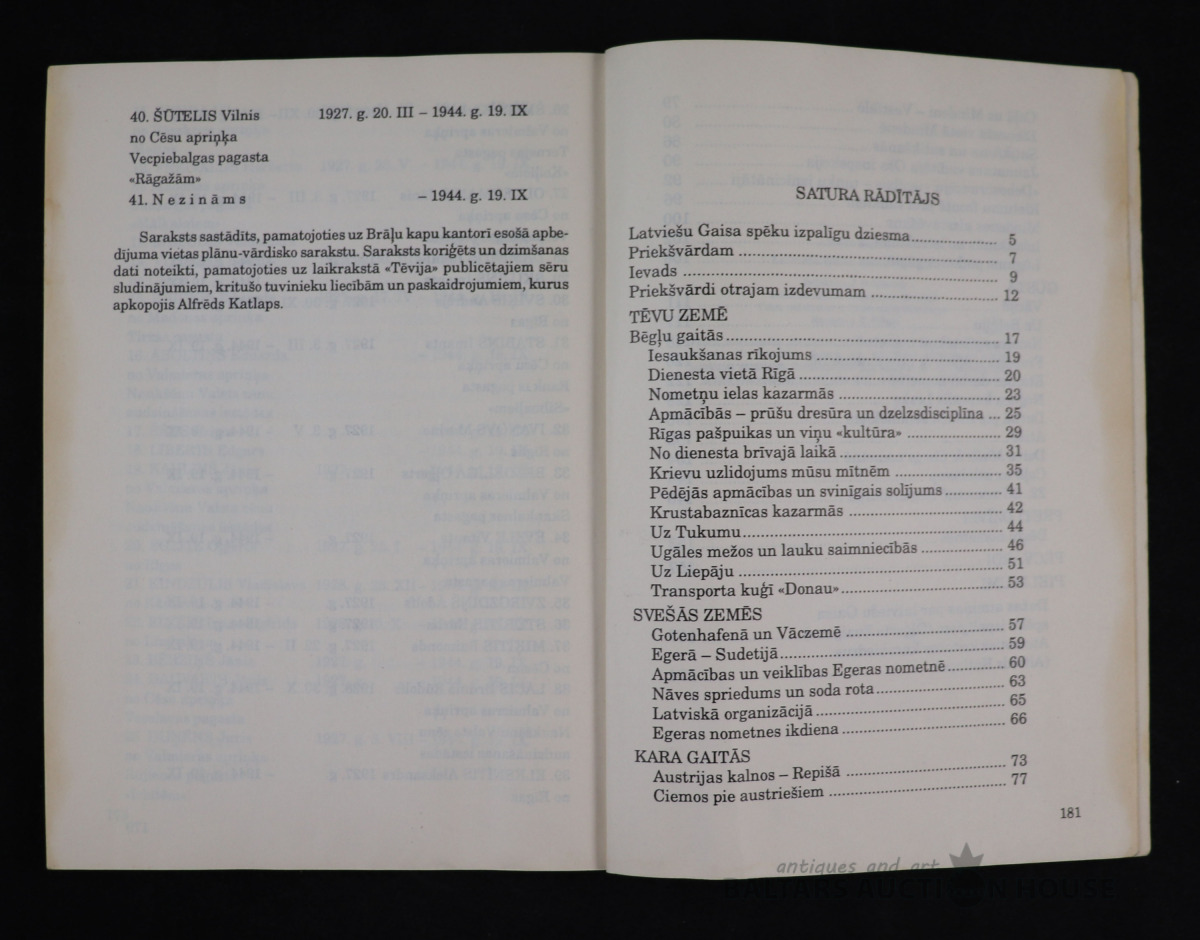 40. ŠŪTELIS Vilnis 1927. g. 20. III – 1944. g. 19. IX
no Cēsu apriņķa
Vecpiebalgas pagasta
«Rāgažām»
41. Nezināms – 1944. g. 19. IX
Saraksts sastādīts, pamatojoties uz Brāļu kapu kantorī esošā apbe-
dījuma vietas plānu-vārdisko sarakstu. Saraksts koriģēts un dzimšanas
dati noteikti, pamatojoties uz laikrakstā «Tēvija» publicētajiem sēru
sludinājumiem, kritušo tuvinieku liecībām un paskaidrojumiem, kurus
apkopojis Alfrēds Katlaps.
SATURA RĀDĪTĀJS
Latviešu Gaisa spēku izpalīgu dziesma 5
Priekšvārdam 7
Ievads 9
Priekšvārdi otrajam izdevumam 12
TĒVU ZEMĒ
Bēgļu gaitās 17
Iesaukšanas rīkojums 19
Dienesta vietā Rīgā 20
Nometņu ielas kazarmās 23
Apmācībās – prūšu dresūra un dzelzsdisciplīna 25
Rīgas pašpuikas un viņu «kultūra» 29
No dienesta brīvajā laikā 31
Krievu uzlidojums mūsu mītnēm 35
Pēdējās apmācības un svinīgais solījums 41
Krustabaznīcas kazarmās 42
Uz Tukumu 44
Ugāles mežos un lauku saimniecībās 46
Uz Liepāju 51
Transporta kuģī «Donau» 53
SVEŠĀS ZEMĒS
Gotenhafenā un Vāczemē 57
Egerā – Sudetijā 59
Apmācības un veiklības Egeras nometnē 60
Nāves spriedums un soda rota 63
Latviskā organizācijā 65
Egeras nometnes ikdiena 66
KARA GAITĀS
Austrijas kalnos – Repišā 73
Ciemos pie austriešiem 77
181
antiques and art
BALTARS AUCTION HOUSE